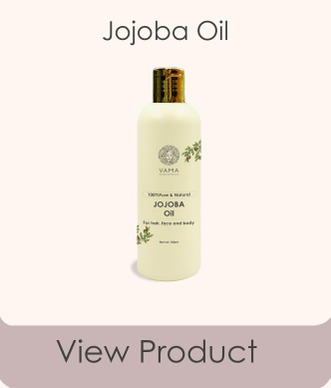 Jojoba Oil
VAMA
100%Pure & Natural
JOJOBA
Oil
For hair, face and body
View Product